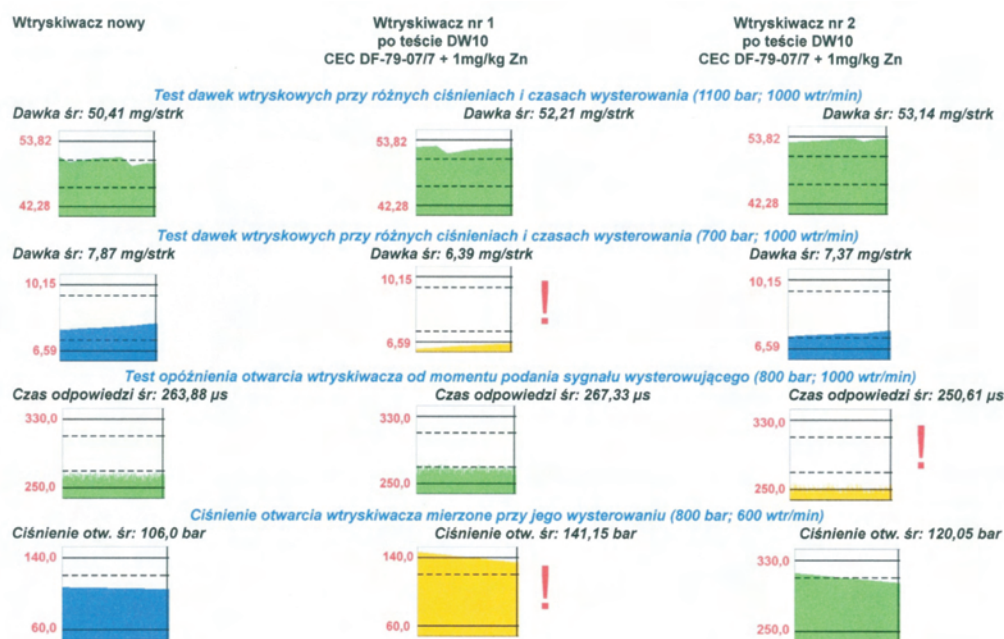 Wtryskiwacz nowy
Wtryskiwacz nr 1
po teście DW10
CEC DF-79-07/7 + 1mg/kg Zn
Wtryskiwacz nr 2
po teście DW10
CEC DF-79-07/7 + 1mg/kg Zn
Test dawek wtryskowych przy różnych ciśnieniach i czasach wysterowania (1100 bar; 1000 wtr/min)
Dawka śr: 50,41 mg/strk
Dawka śr: 52,21 mg/strk
Dawka śr: 53,14 mg/strk
53,82
42,28
53,82
42,28
53,82
42,28
Test dawek wtryskowych przy różnych ciśnieniach i czasach wysterowania (700 bar; 1000 wtr/min)
Dawka śr: 7,87 mg/strk
Dawka śr: 6,39 mg/strk
Dawka śr: 7,37 mg/strk
10,15
6,59
10,15
6,59
!
10,15
6,59
Test opóźnienia otwarcia wtryskiwacza od momentu podania sygnału wysterowującego (800 bar; 1000 wtr/min)
Czas odpowiedzi śr: 263,88 µs
Czas odpowiedzi śr: 267,33 µs
Czas odpowiedzi śr: 250,61 µs
330,0
250,0
330,0
250,0
330,0
250,0
!
Ciśnienie otwarcia wtryskiwacza mierzone przy jego wysterowaniu (800 bar; 600 wtr/min)
Ciśnienie otw. śr: 106,0 bar
Ciśnienie otw. śr: 141,15 bar
Ciśnienie otw. śr: 120,05 bar
140,0
60,0
140,0
60,0
!
330,0
250,0